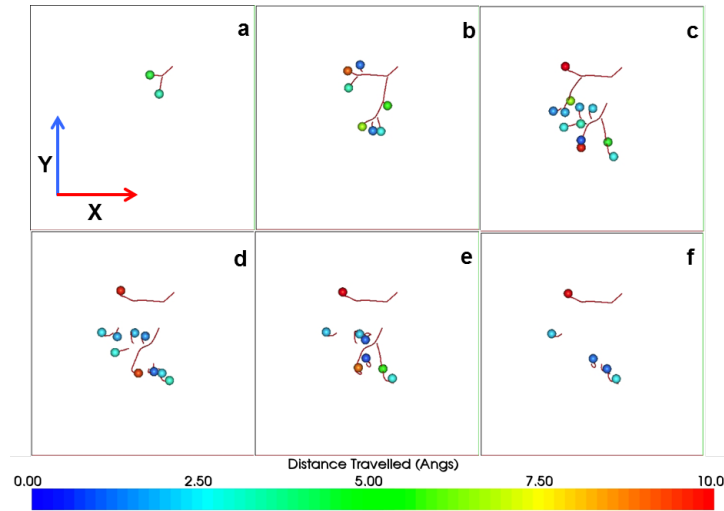 a
b
c
Y
X
d
e
f
Distance Travelled (Angs)
0.00 2.50 5.00 7.50 10.0